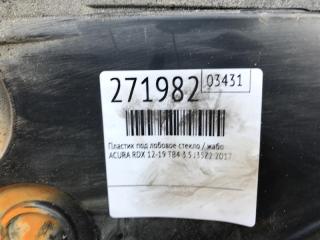 271982 03431
Пластик под лобовое стекло / жабо
ACURA RDX 12-19 TB4 3.5 J35Z2 2017